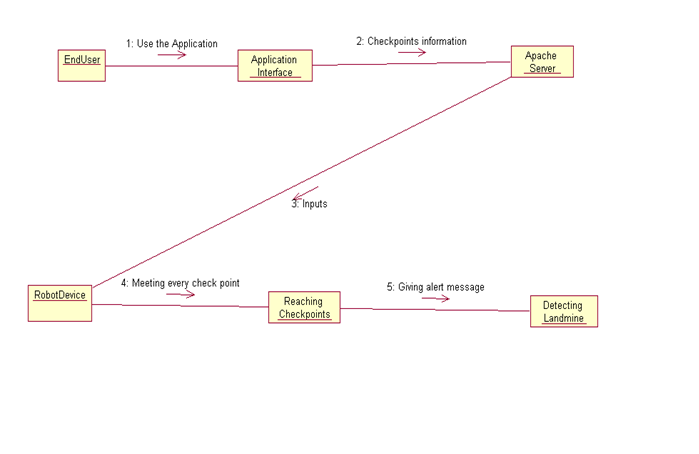 1: Use the Application
2: Checkpoints information
EndUser
Application
Interface
Apache
Server
3: Inputs
4: Meeting every check point
5: Giving alert message
RobotDevice
Reaching
Checkpoints
Detecting
Landmine